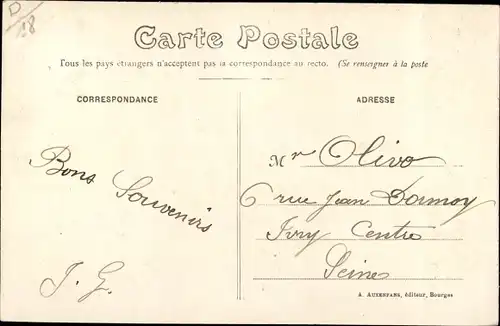 D
18
Carte Postale
Tous les pays étrangers n'acceptent pas la correspondance au recto. (Se renseigner à la poste
CORRESPONDANCE
ADRESSE
Bons Souvenirs
J. G.
Mr Olivo
6 rue Jean Dormoy
Ivry Centre
Seine
A. AUXENFANS, éditeur, Bourges